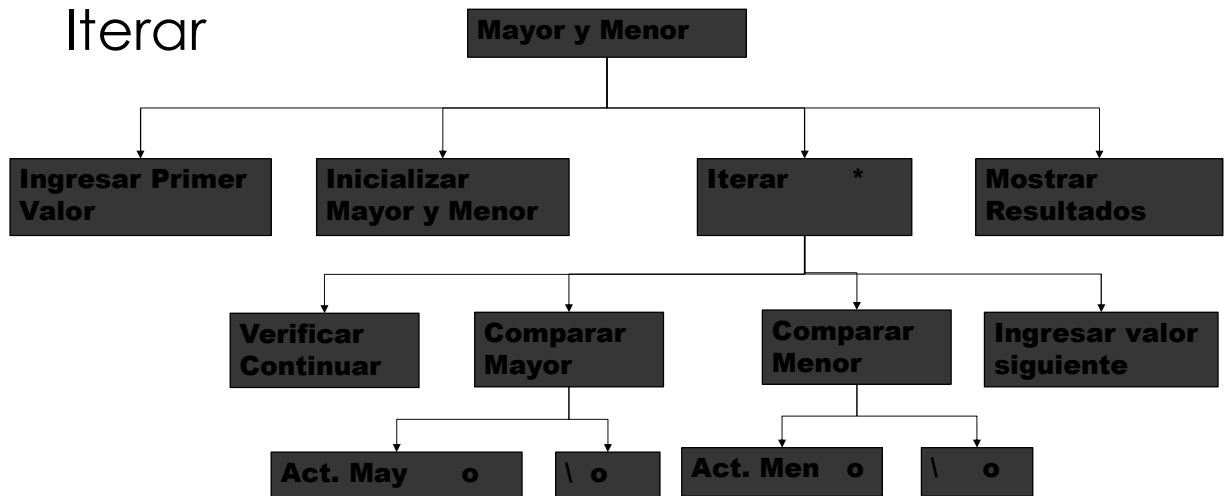 Iterar
Mayor y Menor
Ingresar Primer
Valor
Inicializar
Mayor y Menor
Iterar *
Mostrar
Resultados
Verificar
Continuar
Comparar
Mayor
Comparar
Menor
Ingresar valor
siguiente
Act. May o
\ o
Act. Men o
\ o